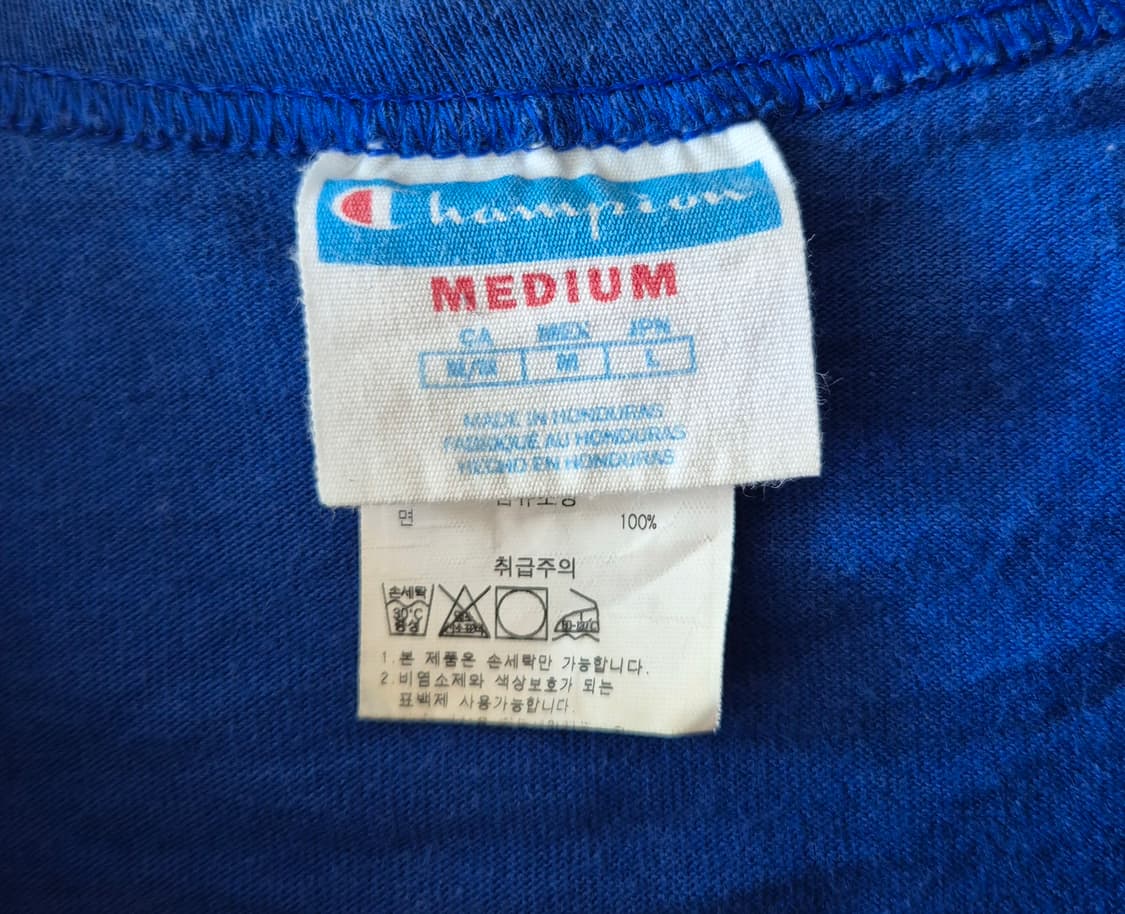 Champion
MEDIUM
CA MEX JPN
M/M M L
MADE IN HONDURAS
FABRIQUÉ AU HONDURAS
HECHO EN HONDURAS
면 100%
취급주의
손세탁
30°C
중성
1.본 제품은 손세탁만 가능합니다.
2.비염소제와 색상보호가 되는
표백제 사용가능합니다.